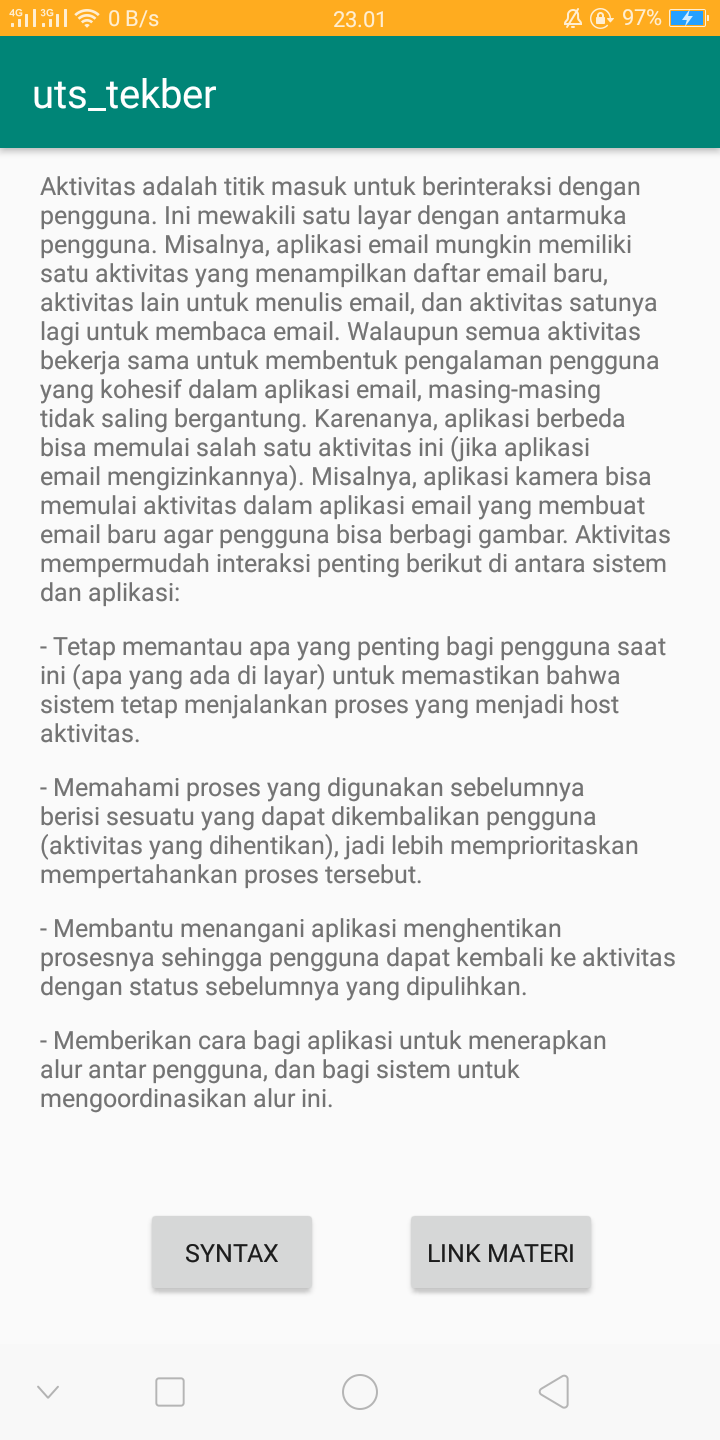 4G 3G 0 B/s 23.01 97%
uts_tekber
Aktivitas adalah titik masuk untuk berinteraksi dengan
pengguna. Ini mewakili satu layar dengan antarmuka
pengguna. Misalnya, aplikasi email mungkin memiliki
satu aktivitas yang menampilkan daftar email baru,
aktivitas lain untuk menulis email, dan aktivitas satunya
lagi untuk membaca email. Walaupun semua aktivitas
bekerja sama untuk membentuk pengalaman pengguna
yang kohesif dalam aplikasi email, masing-masing
tidak saling bergantung. Karenanya, aplikasi berbeda
bisa memulai salah satu aktivitas ini (jika aplikasi
email mengizinkannya). Misalnya, aplikasi kamera bisa
memulai aktivitas dalam aplikasi email yang membuat
email baru agar pengguna bisa berbagi gambar. Aktivitas
mempermudah interaksi penting berikut di antara sistem
dan aplikasi:
- Tetap memantau apa yang penting bagi pengguna saat
ini (apa yang ada di layar) untuk memastikan bahwa
sistem tetap menjalankan proses yang menjadi host
aktivitas.
- Memahami proses yang digunakan sebelumnya
berisi sesuatu yang dapat dikembalikan pengguna
(aktivitas yang dihentikan), jadi lebih memprioritaskan
mempertahankan proses tersebut.
- Membantu menangani aplikasi menghentikan
prosesnya sehingga pengguna dapat kembali ke aktivitas
dengan status sebelumnya yang dipulihkan.
- Memberikan cara bagi aplikasi untuk menerapkan
alur antar pengguna, dan bagi sistem untuk
mengoordinasikan alur ini.
SYNTAX
LINK MATERI